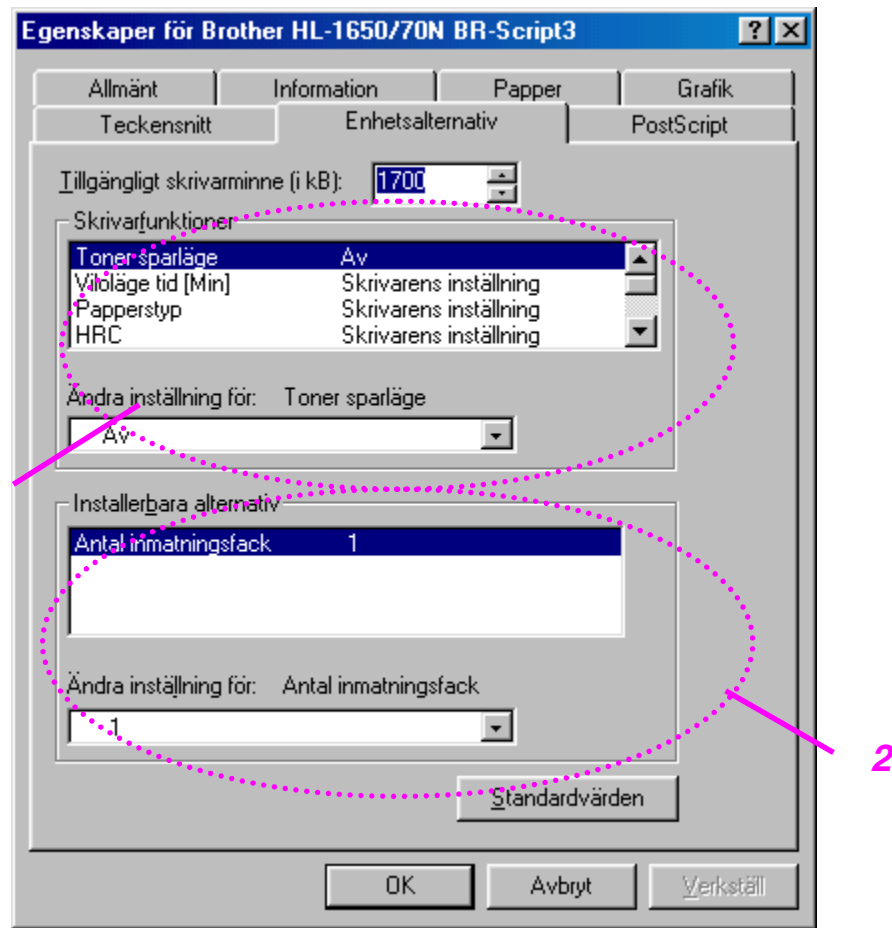 Egenskaper för Brother HL-1650/70N BR-Script3
Allmänt Information Papper Grafik
Teckensnitt Enhetsalternativ PostScript
Tillgängligt skrivarminne (i kB): 1700
Skrivarfunktioner
Toner sparläge Av
Viloläge tid [Min] Skrivarens inställning
Papperstyp Skrivarens inställning
HRC Skrivarens inställning
Ändra inställning för: Toner sparläge
Av
Installerbara alternativ
Antal inmatningsfack 1
Ändra inställning för: Antal inmatningsfack
1
2
Standardvärden
OK Avbryt Verkställ